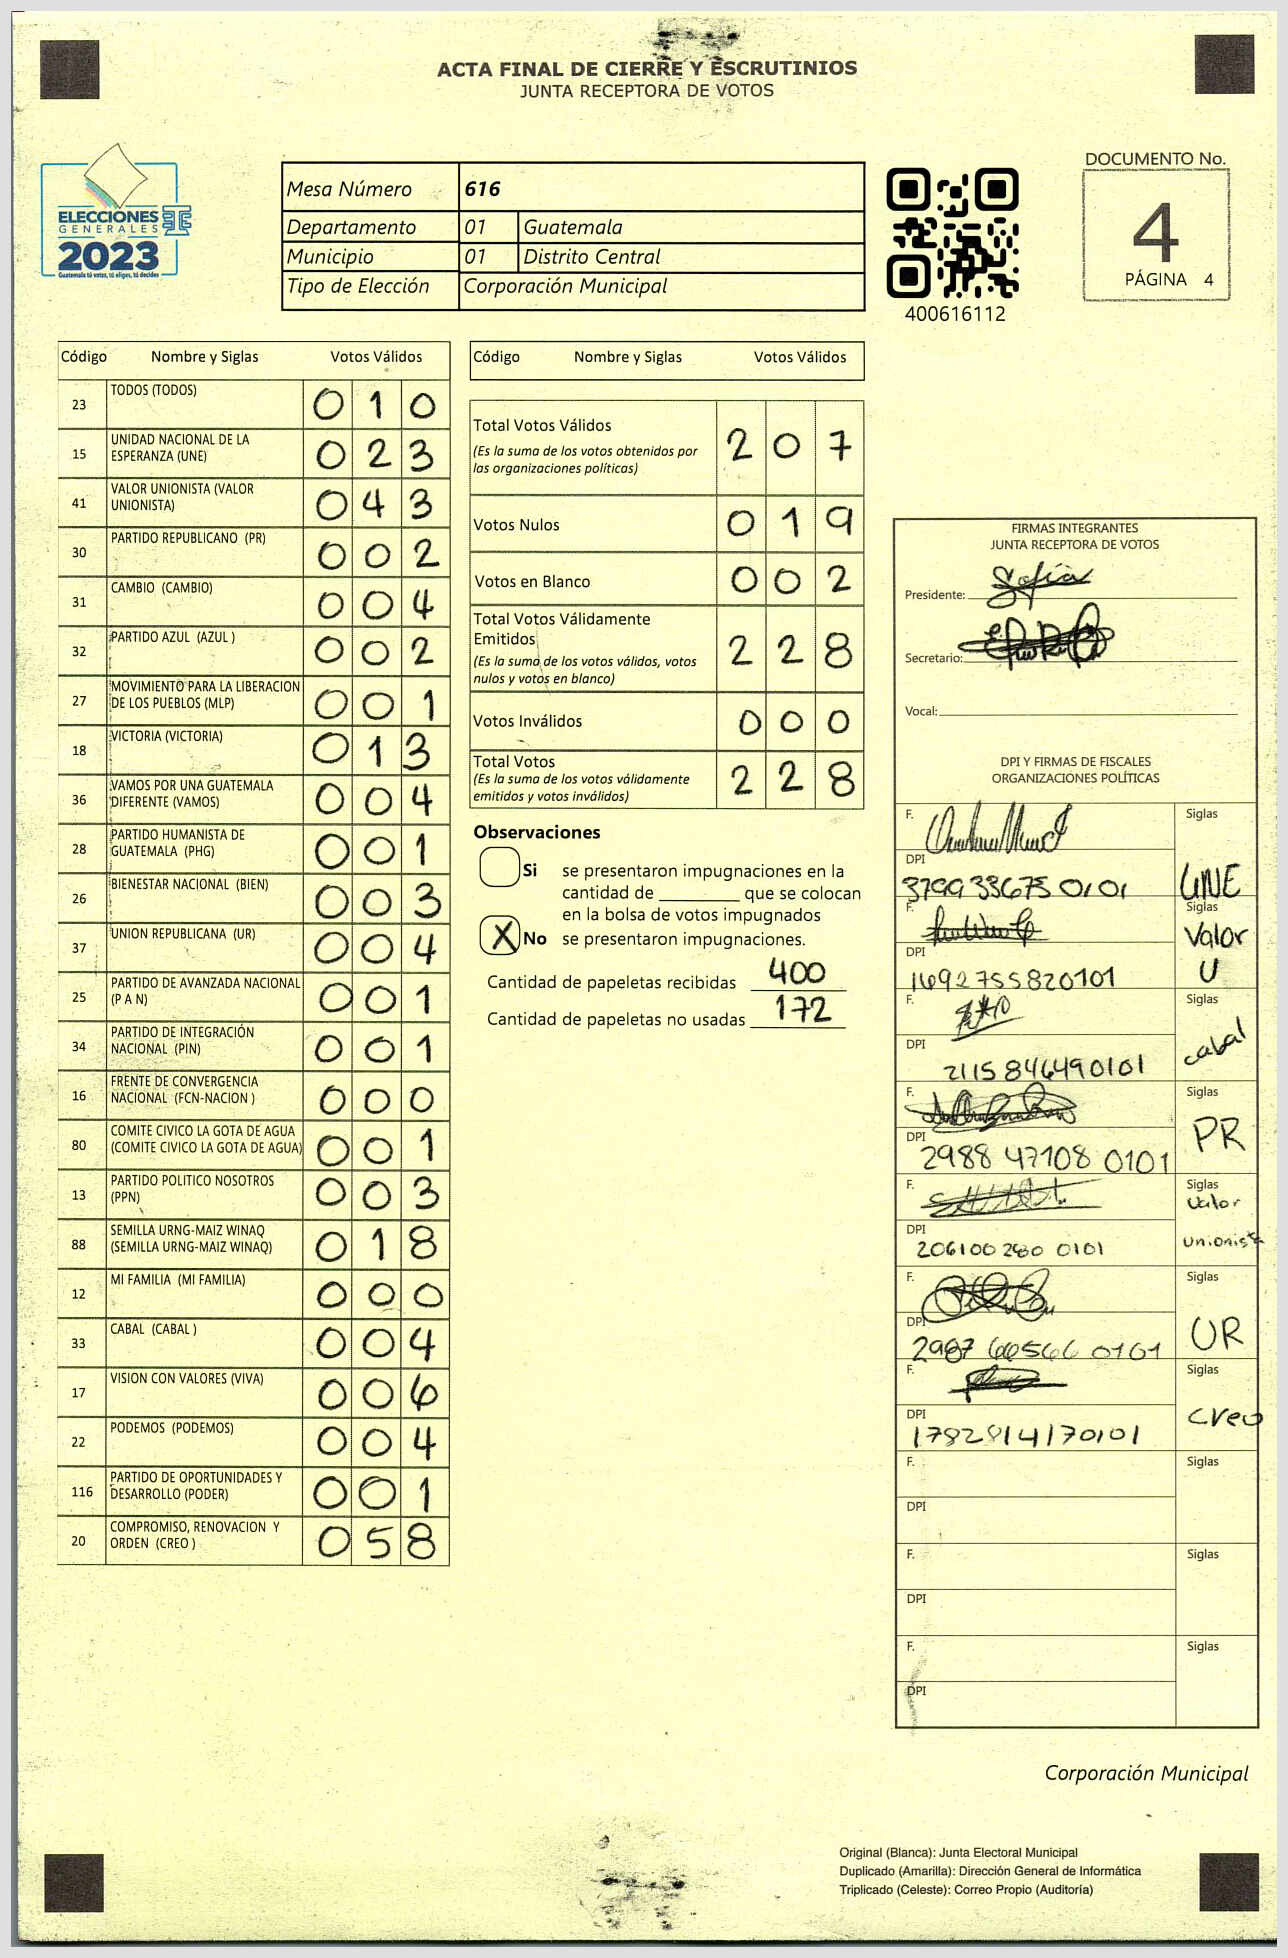 ACTA FINAL DE CIERRE Y ESCRUTINIOS
JUNTA RECEPTORA DE VOTOS
ELECCIONES
GENERALES
2023
Guatemala tú votas, tú eliges, tú decides
Mesa Número 616
Departamento 01 Guatemala
Municipio 01 Distrito Central
Tipo de Elección Corporación Municipal
400616112
DOCUMENTO No.
4
PÁGINA 4
Código Nombre y Siglas Votos Válidos
23 TODOS (TODOS) 0 1 0
15 UNIDAD NACIONAL DE LA
ESPERANZA (UNE) 0 2 3
41 VALOR UNIONISTA (VALOR
UNIONISTA) 0 4 3
30 PARTIDO REPUBLICANO (PR) 0 0 2
31 CAMBIO (CAMBIO) 0 0 4
32 PARTIDO AZUL (AZUL ) 0 0 2
27 MOVIMIENTO PARA LA LIBERACION
DE LOS PUEBLOS (MLP) 0 0 1
18 VICTORIA (VICTORIA) 0 1 3
36 VAMOS POR UNA GUATEMALA
DIFERENTE (VAMOS) 0 0 4
28 PARTIDO HUMANISTA DE
GUATEMALA (PHG) 0 0 1
26 BIENESTAR NACIONAL (BIEN) 0 0 3
37 UNION REPUBLICANA (UR) 0 0 4
25 PARTIDO DE AVANZADA NACIONAL
(P A N) 0 0 1
34 PARTIDO DE INTEGRACIÓN
NACIONAL (PIN) 0 0 1
16 FRENTE DE CONVERGENCIA
NACIONAL (FCN-NACION ) 0 0 0
80 COMITE CIVICO LA GOTA DE AGUA
(COMITE CIVICO LA GOTA DE AGUA) 0 0 1
13 PARTIDO POLITICO NOSOTROS
(PPN) 0 0 3
88 SEMILLA URNG-MAIZ WINAQ
(SEMILLA URNG-MAIZ WINAQ) 0 1 8
12 MI FAMILIA (MI FAMILIA) 0 0 0
33 CABAL (CABAL ) 0 0 4
17 VISION CON VALORES (VIVA) 0 0 6
22 PODEMOS (PODEMOS) 0 0 4
116 PARTIDO DE OPORTUNIDADES Y
DESARROLLO (PODER) 0 0 1
20 COMPROMISO, RENOVACION Y
ORDEN (CREO ) 0 5 8
Código Nombre y Siglas Votos Válidos
Total Votos Válidos 2 0 7
(Es la suma de los votos obtenidos por
las organizaciones políticas)
Votos Nulos 0 1 9
Votos en Blanco 0 0 2
Total Votos Válidamente
Emitidos 2 2 8
(Es la suma de los votos válidos, votos
nulos y votos en blanco)
Votos Inválidos 0 0 0
Total Votos 2 2 8
(Es la suma de los votos válidamente
emitidos y votos inválidos)
Observaciones
Si se presentaron impugnaciones en la
cantidad de ________ que se colocan
en la bolsa de votos impugnados
X No se presentaron impugnaciones.
Cantidad de papeletas recibidas 400
Cantidad de papeletas no usadas 172
FIRMAS INTEGRANTES
JUNTA RECEPTORA DE VOTOS
Presidente: Sofía
Secretario:
Vocal:
DPI Y FIRMAS DE FISCALES
ORGANIZACIONES POLÍTICAS
F. Siglas
DPI
3799 33675 0101 UNE
F. Siglas
Valor
DPI U
1692755820101
F. Siglas
cabal
DPI
2115846490101
F. Siglas
PR
DPI
2988 47108 0101
F. Siglas
Valor
DPI unionista
206100280 0101
F. Siglas
UR
DPI
2987 66566 0101
F. Siglas
creo
DPI
1782814170101
F. Siglas
DPI
F. Siglas
DPI
F. Siglas
DPI
Corporación Municipal
Original (Blanca): Junta Electoral Municipal
Duplicado (Amarilla): Dirección General de Informática
Triplicado (Celeste): Correo Propio (Auditoría)